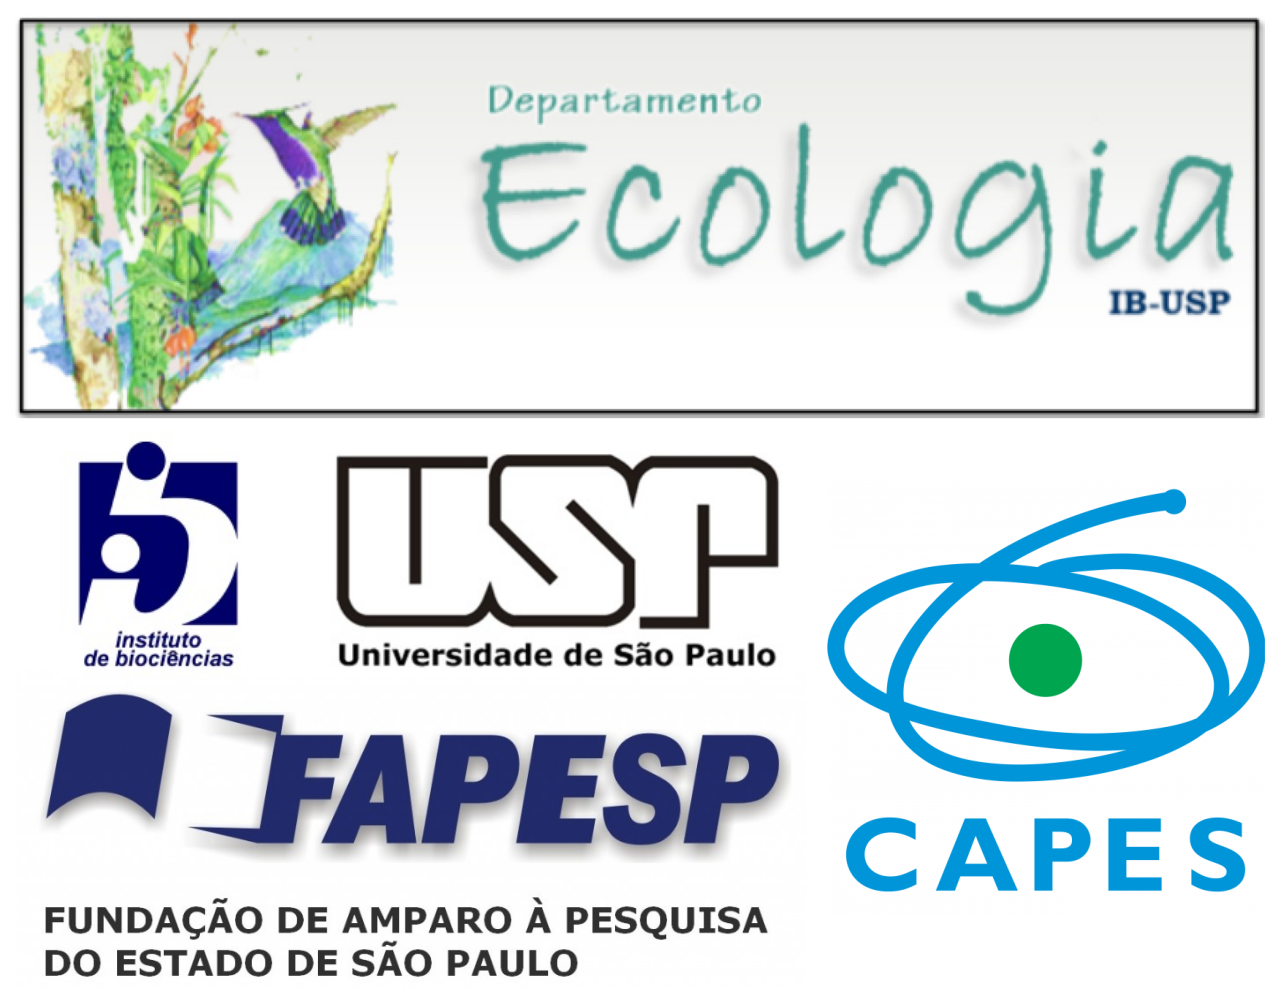 Departamento
Ecologia
IB-USP
ib
instituto
de biociências
USP
Universidade de São Paulo
FAPESP
FUNDAÇÃO DE AMPARO À PESQUISA
DO ESTADO DE SÃO PAULO
CAPES